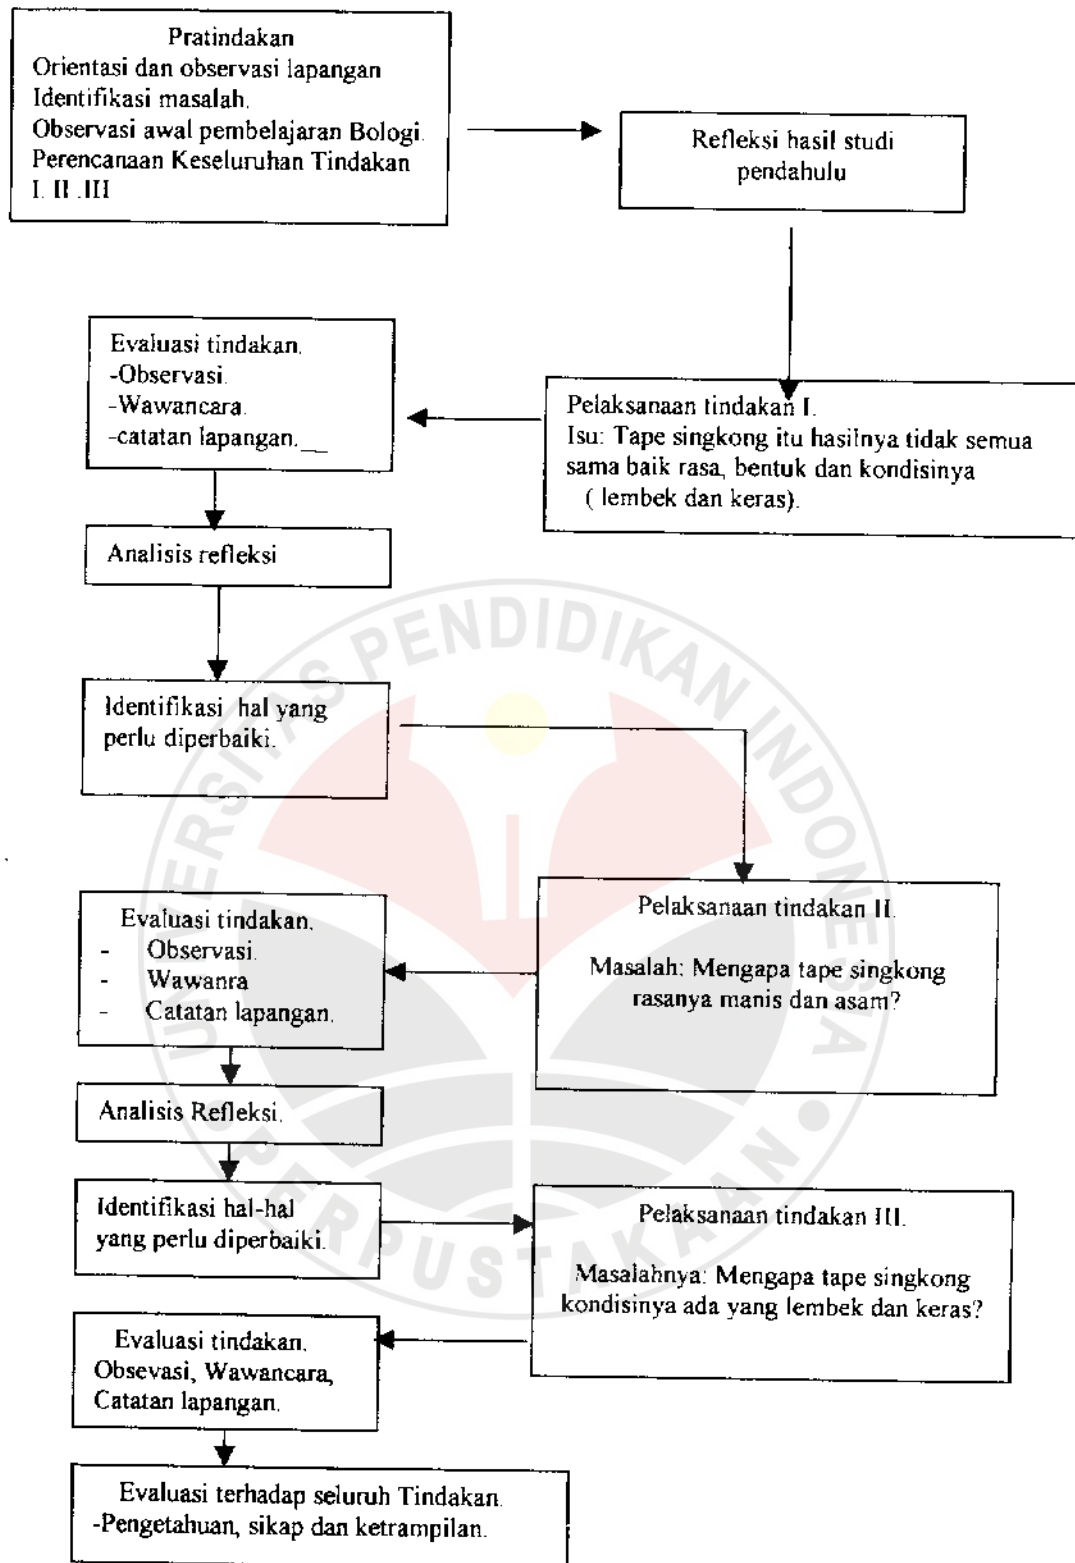 Pratindakan
Orientasi dan observasi lapangan
Identifikasi masalah.
Observasi awal pembelajaran Bologi.
Perencanaan Keseluruhan Tindakan
I. II .III
Refleksi hasil studi
pendahulu
Evaluasi tindakan.
-Observasi.
-Wawancara.
-catatan lapangan.__
Pelaksanaan tindakan I.
Isu: Tape singkong itu hasilnya tidak semua
sama baik rasa, bentuk dan kondisinya
( lembek dan keras).
Analisis refleksi
Identifikasi hal yang
perlu diperbaiki.
Evaluasi tindakan.
- Observasi.
- Wawanra
- Catatan lapangan.
Pelaksanaan tindakan II.
Masalah: Mengapa tape singkong
rasanya manis dan asam?
Analisis Refleksi.
Identifikasi hal-hal
yang perlu diperbaiki.
Pelaksanaan tindakan III.
Masalahnya: Mengapa tape singkong
kondisinya ada yang lembek dan keras?
Evaluasi tindakan.
Obsevasi, Wawancara,
Catatan lapangan.
Evaluasi terhadap seluruh Tindakan.
-Pengetahuan, sikap dan ketrampilan.
UNIVERSITAS PENDIDIKAN INDONESIA
PERPUSTAKAAN